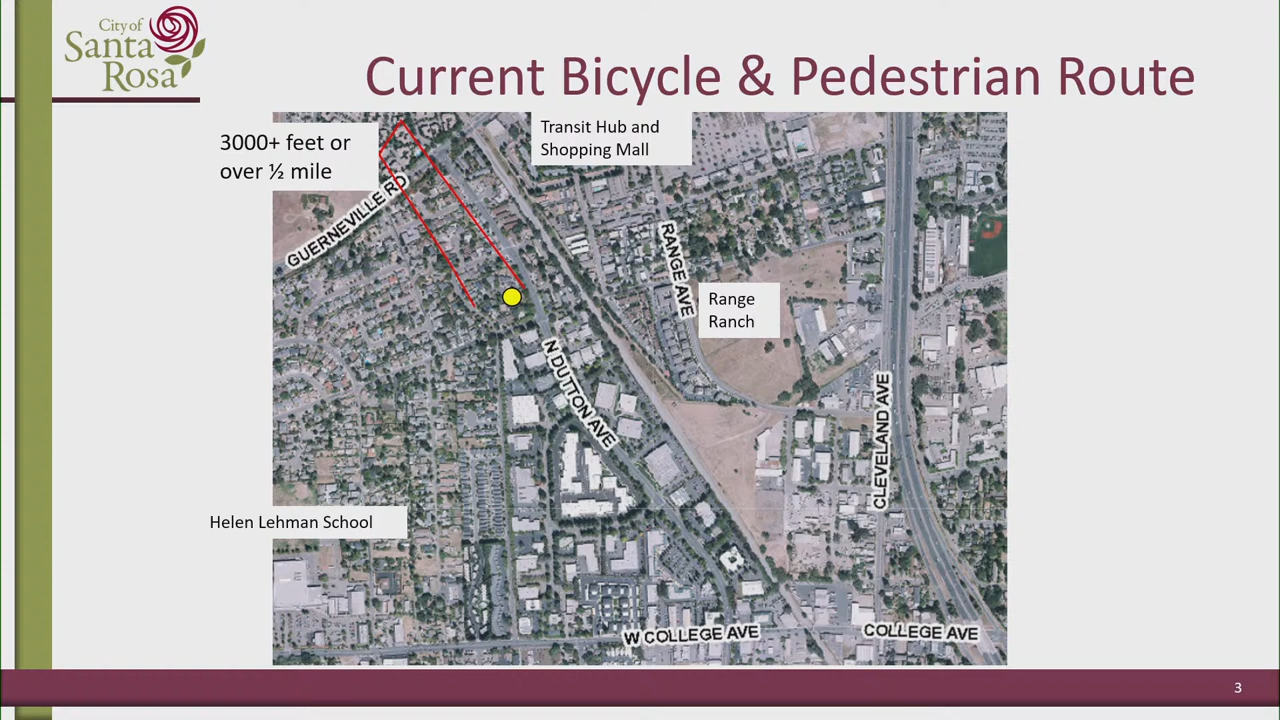 City of
Santa
Rosa
Current Bicycle & Pedestrian Route
3000+ feet or
over ½ mile
Transit Hub and
Shopping Mall
GUERNEVILLE RD
RANGE AVE
Range
Ranch
N DUTTON AVE
CLEVELAND AVE
Helen Lehman School
W COLLEGE AVE
COLLEGE AVE
3